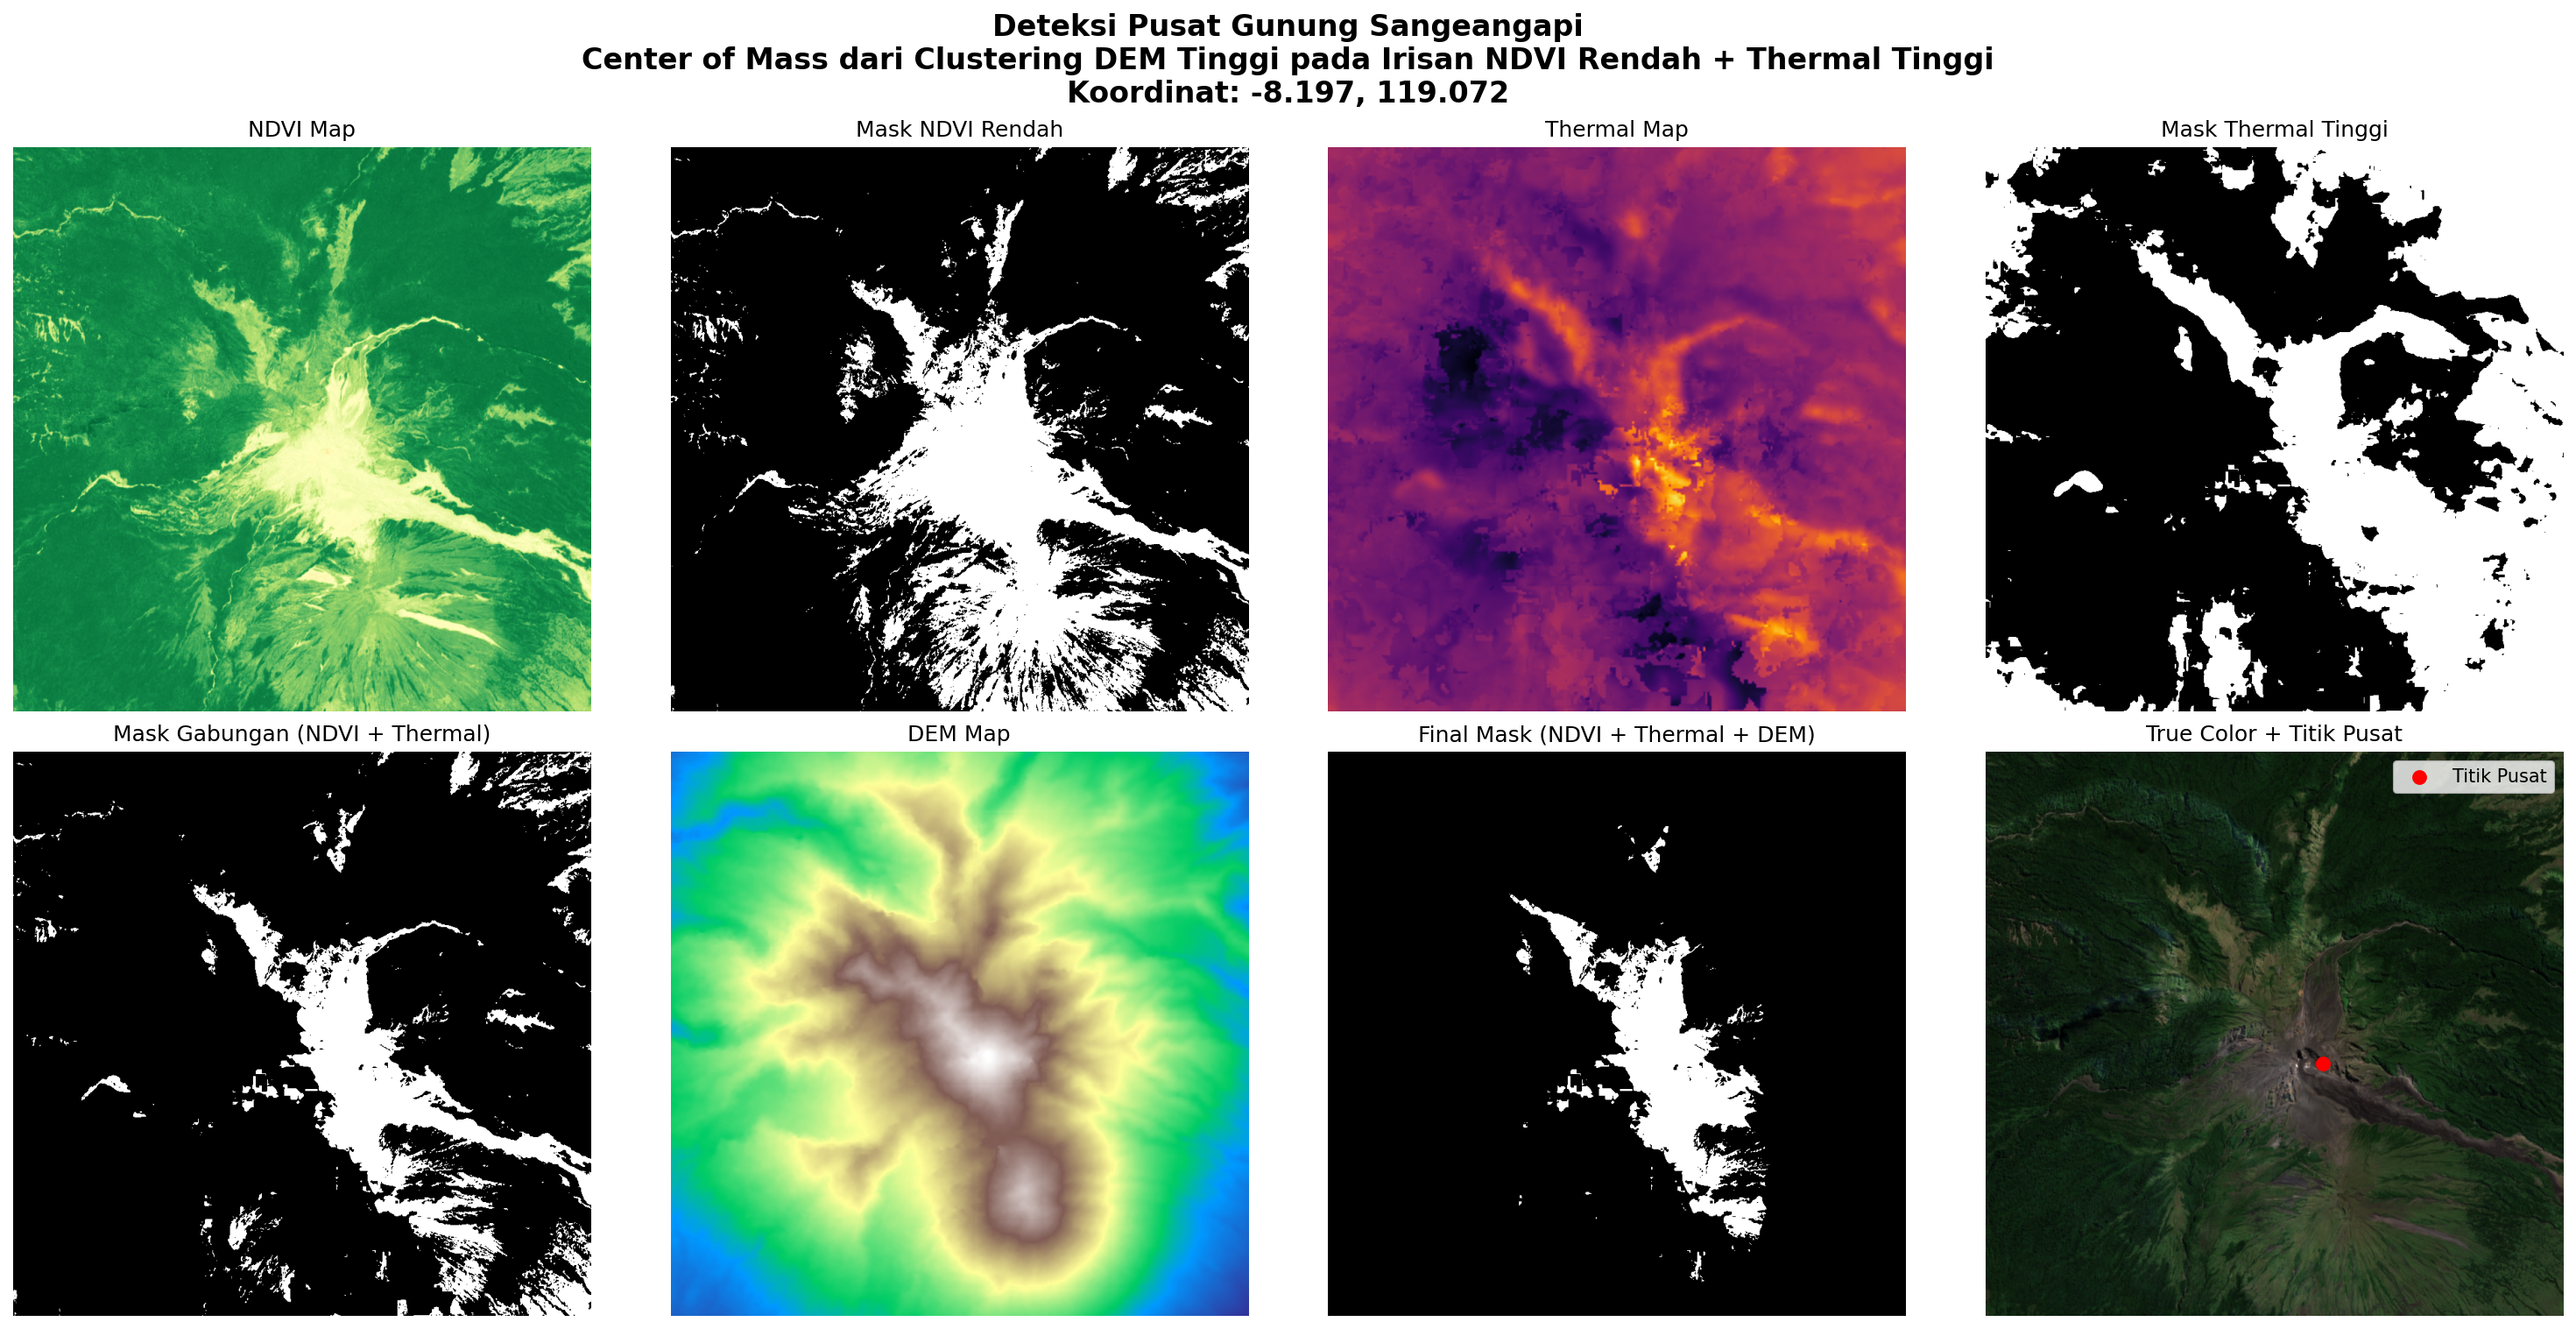 Deteksi Pusat Gunung Sangeangapi
Center of Mass dari Clustering DEM Tinggi pada Irisan NDVI Rendah + Thermal Tinggi
Koordinat: -8.197, 119.072
NDVI Map
Mask NDVI Rendah
Thermal Map
Mask Thermal Tinggi
Mask Gabungan (NDVI + Thermal)
DEM Map
Final Mask (NDVI + Thermal + DEM)
True Color + Titik Pusat
Titik Pusat